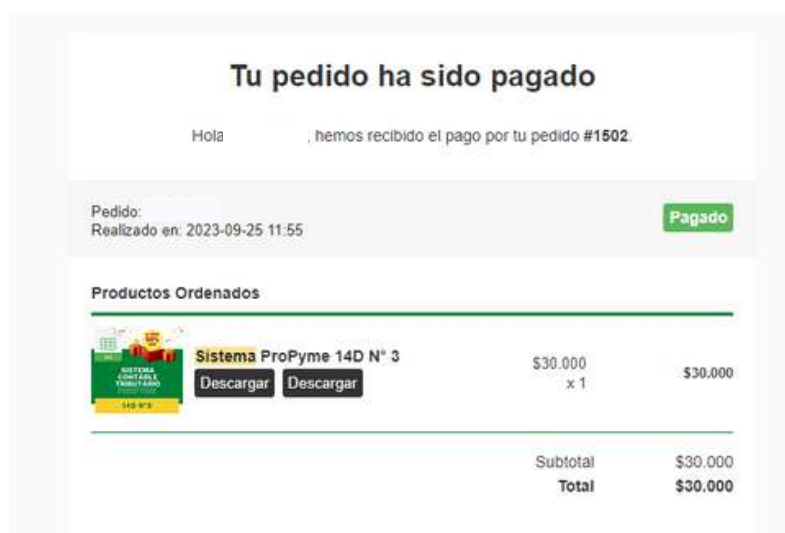 Tu pedido ha sido pagado
Hola , hemos recibido el pago por tu pedido #1502.
Pedido:
Realizado en: 2023-09-25 11:55
Pagado
Productos Ordenados
SISTEMA
CONTABLE
TRIBUTARIO
14D N°3
Sistema ProPyme 14D N° 3
Descargar Descargar
$30.000
x 1
$30.000
Subtotal $30.000
Total $30.000